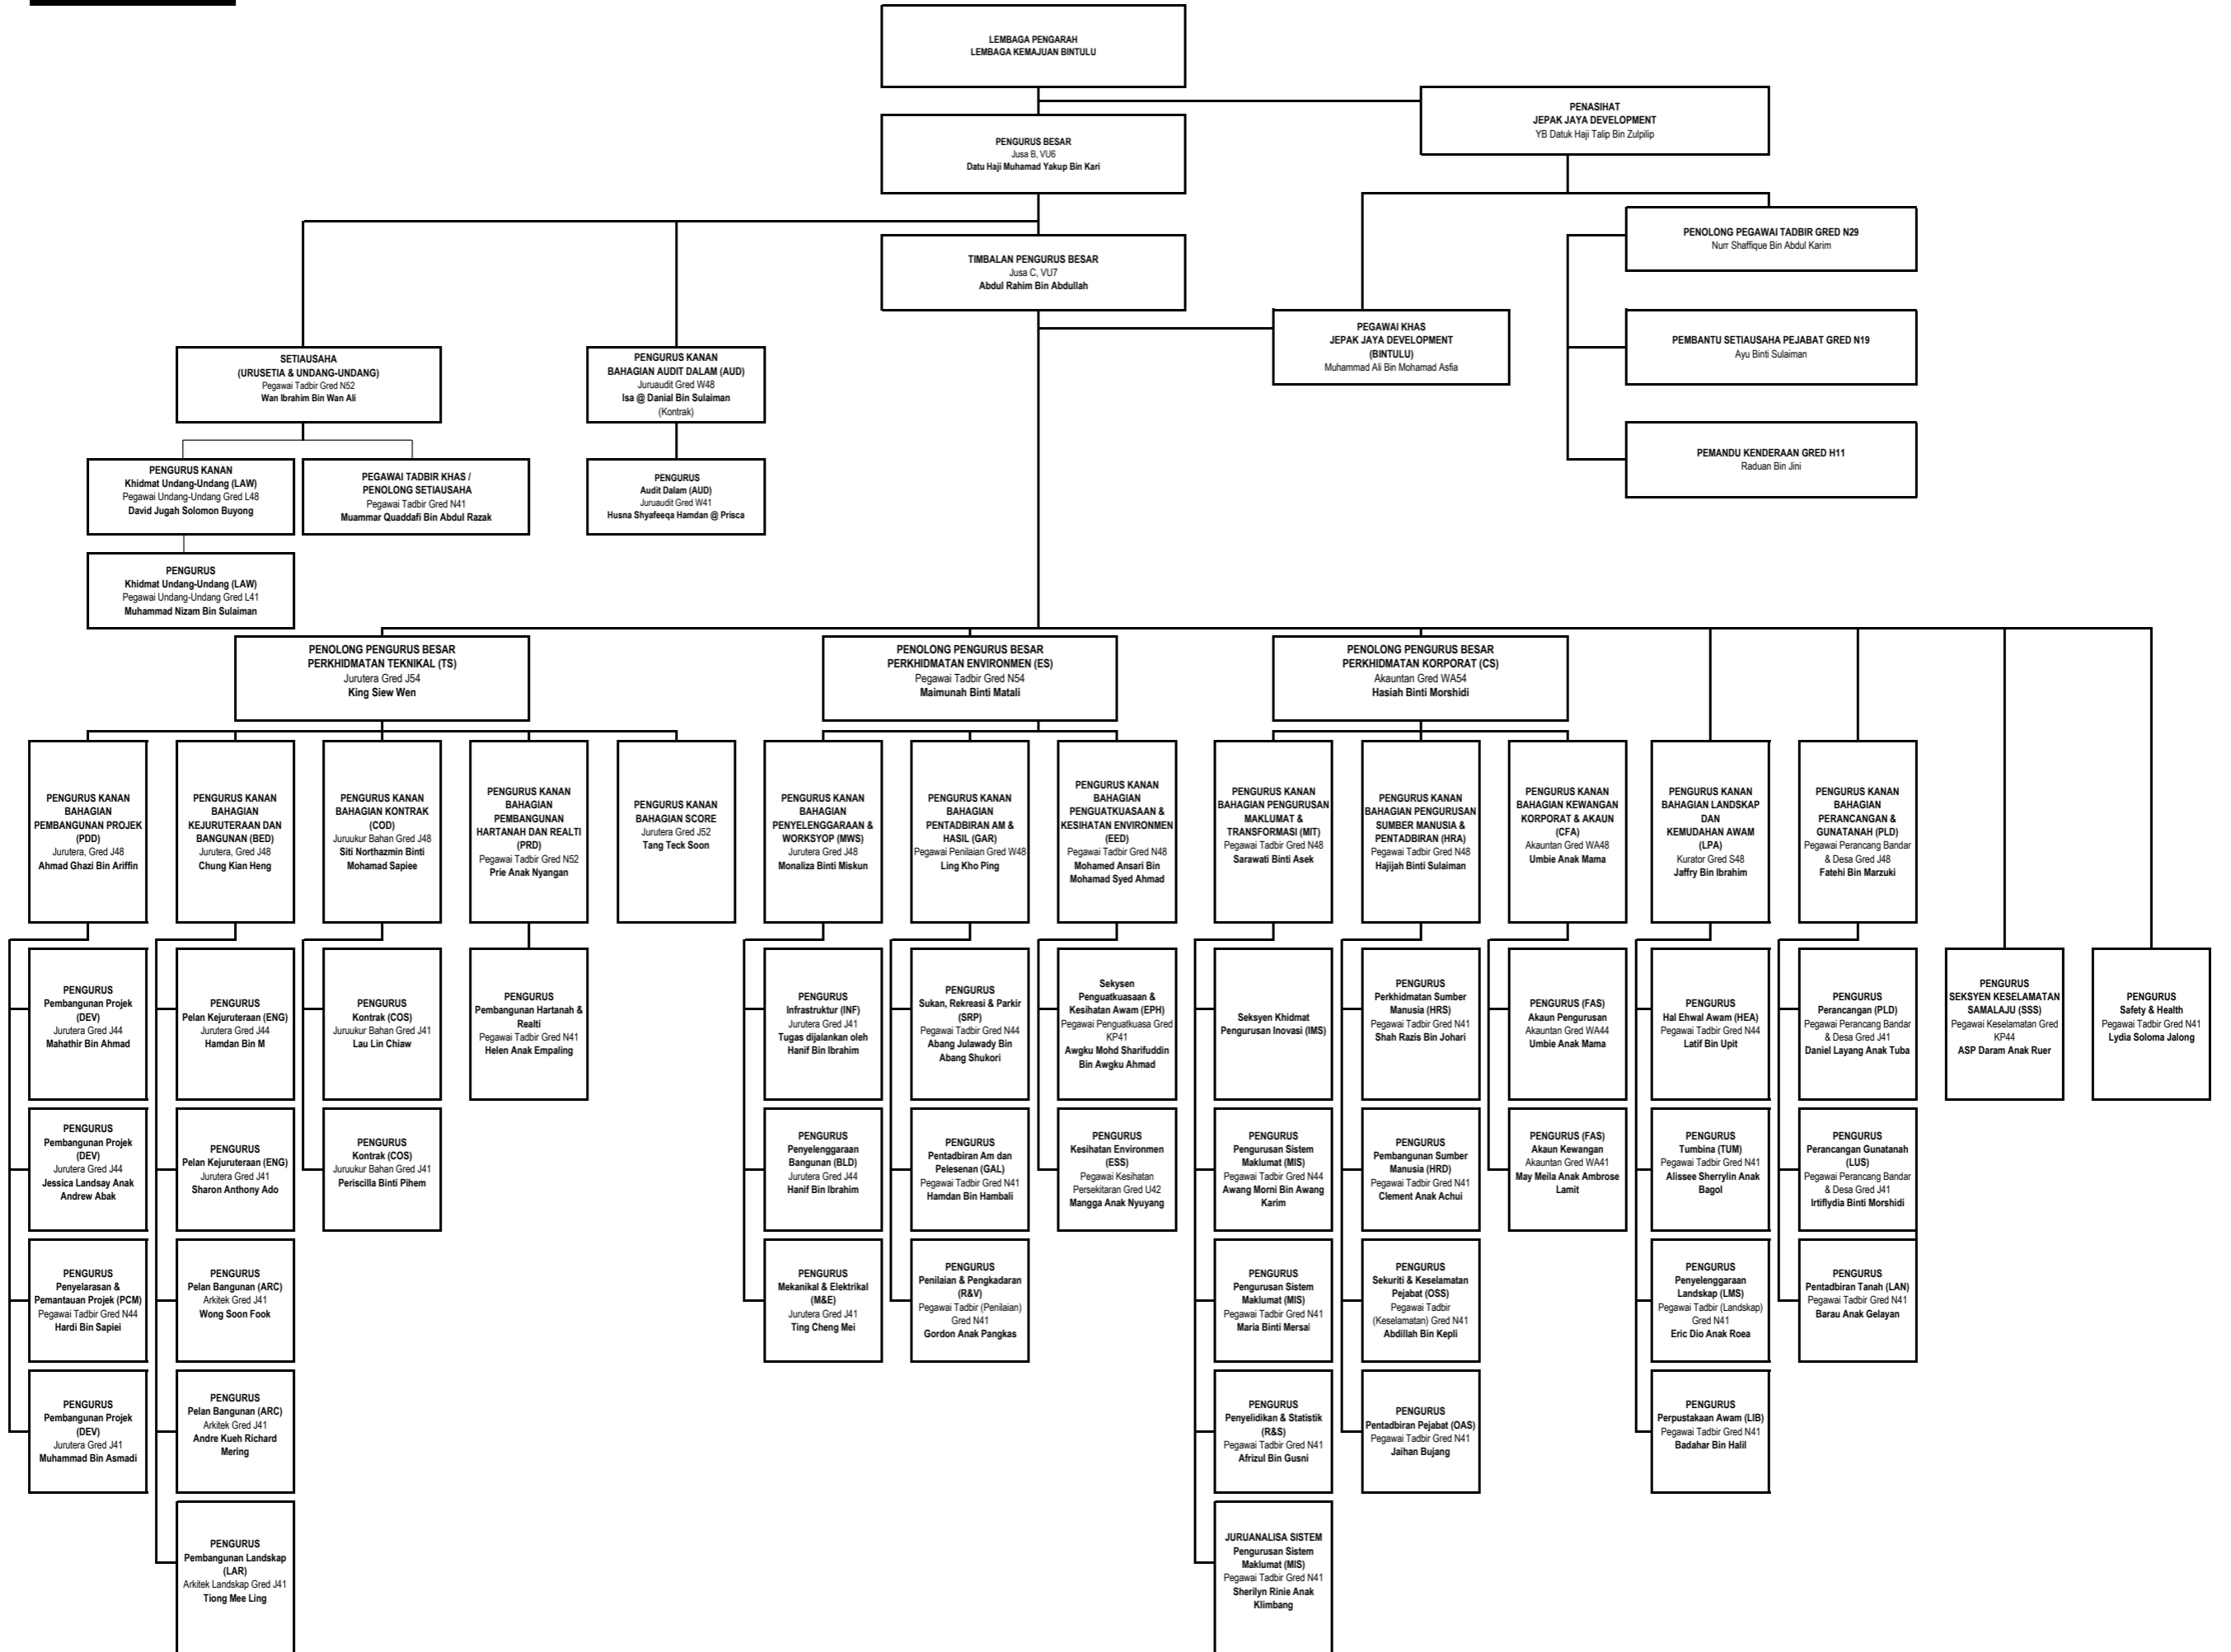 LEMBAGA PENGARAH
LEMBAGA KEMAJUAN BINTULU
PENASIHAT
JEPAK JAYA DEVELOPMENT
YB Datuk Haji Talip Bin Zulpilip
PENGURUS BESAR
Jusa B, VU6
Datu Haji Muhamad Yakup Bin Kari
PENOLONG PEGAWAI TADBIR GRED N29
Nurr Shaffique Bin Abdul Karim
TIMBALAN PENGURUS BESAR
Jusa C, VU7
Abdul Rahim Bin Abdullah
PEGAWAI KHAS
JEPAK JAYA DEVELOPMENT
(BINTULU)
Muhammad Ali Bin Mohamad Asfia
PEMBANTU SETIAUSAHA PEJABAT GRED N19
Ayu Binti Sulaiman
SETIAUSAHA
(URUSETIA & UNDANG-UNDANG)
Pegawai Tadbir Gred N52
Wan Ibrahim Bin Wan Ali
PENGURUS KANAN
BAHAGIAN AUDIT DALAM (AUD)
Juruaudit Gred W48
Isa @ Danial Bin Sulaiman
(Kontrak)
PEMANDU KENDERAAN GRED H11
Raduan Bin Jini
PENGURUS KANAN
Khidmat Undang-Undang (LAW)
Pegawai Undang-Undang Gred L48
David Jugah Solomon Buyong
PEGAWAI TADBIR KHAS /
PENOLONG SETIAUSAHA
Pegawai Tadbir Gred N41
Muammar Quaddafi Bin Abdul Razak
PENGURUS
Audit Dalam (AUD)
Juruaudit Gred W41
Husna Shyafeeqa Hamdan @ Prisca
PENGURUS
Khidmat Undang-Undang (LAW)
Pegawai Undang-Undang Gred L41
Muhammad Nizam Bin Sulaiman
PENOLONG PENGURUS BESAR
PERKHIDMATAN TEKNIKAL (TS)
Jurutera Gred J54
King Siew Wen
PENOLONG PENGURUS BESAR
PERKHIDMATAN ENVIRONMEN (ES)
Pegawai Tadbir Gred N54
Maimunah Binti Matali
PENOLONG PENGURUS BESAR
PERKHIDMATAN KORPORAT (CS)
Akauntan Gred WA54
Hasiah Binti Morshidi
PENGURUS KANAN
BAHAGIAN
PEMBANGUNAN PROJEK
(PDD)
Jurutera, Gred J48
Ahmad Ghazi Bin Ariffin
PENGURUS KANAN
BAHAGIAN
KEJURUTERAAN DAN
BANGUNAN (BED)
Jurutera, Gred J48
Chung Kian Heng
PENGURUS KANAN
BAHAGIAN KONTRAK
(COD)
Juruukur Bahan Gred J48
Siti Northazmin Binti
Mohamad Sapiee
PENGURUS KANAN
BAHAGIAN
PEMBANGUNAN
HARTANAH DAN REALTI
(PRD)
Pegawai Tadbir Gred N52
Prie Anak Nyangan
PENGURUS KANAN
BAHAGIAN SCORE
Jurutera Gred J52
Tang Teck Soon
PENGURUS KANAN
BAHAGIAN
PENYELENGGARAAN &
WORKSYOP (MWS)
Jurutera Gred J48
Monaliza Binti Miskun
PENGURUS KANAN
BAHAGIAN
PENTADBIRAN AM &
HASIL (GAR)
Pegawai Penilaian Gred W48
Ling Kho Ping
PENGURUS KANAN
BAHAGIAN
PENGUATKUASAAN &
KESIHATAN ENVIRONMEN
(EED)
Pegawai Tadbir Gred N48
Mohamed Ansari Bin
Mohamad Syed Ahmad
PENGURUS KANAN
BAHAGIAN PENGURUSAN
MAKLUMAT &
TRANSFORMASI (MIT)
Pegawai Tadbir Gred N48
Sarawati Binti Asek
PENGURUS KANAN
BAHAGIAN PENGURUSAN
SUMBER MANUSIA &
PENTADBIRAN (HRA)
Pegawai Tadbir Gred N48
Hajijah Binti Sulaiman
PENGURUS KANAN
BAHAGIAN KEWANGAN
KORPORAT & AKAUN
(CFA)
Akauntan Gred WA48
Umbie Anak Mama
PENGURUS KANAN
BAHAGIAN LANDSKAP
DAN
KEMUDAHAN AWAM
(LPA)
Kurator Gred S48
Jaffry Bin Ibrahim
PENGURUS KANAN
BAHAGIAN
PERANCANGAN &
GUNATANAH (PLD)
Pegawai Perancang Bandar
& Desa Gred J48
Fatehi Bin Marzuki
PENGURUS
Pembangunan Projek
(DEV)
Jurutera Gred J44
Mahathir Bin Ahmad
PENGURUS
Pelan Kejuruteraan (ENG)
Jurutera Gred J44
Hamdan Bin M
PENGURUS
Kontrak (COS)
Juruukur Bahan Gred J41
Lau Lin Chiaw
PENGURUS
Pembangunan Hartanah &
Realti
Pegawai Tadbir Gred N41
Helen Anak Empaling
PENGURUS
Infrastruktur (INF)
Jurutera Gred J41
Tugas dijalankan oleh
Hanif Bin Ibrahim
PENGURUS
Sukan, Rekreasi & Parkir
(SRP)
Pegawai Tadbir Gred N44
Abang Julawady Bin
Abang Shukori
Sekysen
Penguatkuasaan &
Kesihatan Awam (EPH)
Pegawai Penguatkuasa Gred
KP41
Awgku Mohd Sharifuddin
Bin Awgku Ahmad
Seksyen Khidmat
Pengurusan Inovasi (IMS)
PENGURUS
Perkhidmatan Sumber
Manusia (HRS)
Pegawai Tadbir Gred N41
Shah Razis Bin Johari
PENGURUS (FAS)
Akaun Pengurusan
Akauntan Gred WA44
Umbie Anak Mama
PENGURUS
Hal Ehwal Awam (HEA)
Pegawai Tadbir Gred N44
Latif Bin Upit
PENGURUS
Perancangan (PLD)
Pegawai Perancang Bandar
& Desa Gred J41
Daniel Layang Anak Tuba
PENGURUS
SEKSYEN KESELAMATAN
SAMALAJU (SSS)
Pegawai Keselamatan Gred
KP44
ASP Daram Anak Ruer
PENGURUS
Safety & Health
Pegawai Tadbir Gred N41
Lydia Soloma Jalong
PENGURUS
Pembangunan Projek
(DEV)
Jurutera Gred J44
Jessica Landsay Anak
Andrew Abak
PENGURUS
Pelan Kejuruteraan (ENG)
Jurutera Gred J41
Sharon Anthony Ado
PENGURUS
Kontrak (COS)
Juruukur Bahan Gred J41
Periscilla Binti Pihem
PENGURUS
Penyelenggaraan
Bangunan (BLD)
Jurutera Gred J44
Hanif Bin Ibrahim
PENGURUS
Pentadbiran Am dan
Pelesenan (GAL)
Pegawai Tadbir Gred N41
Hamdan Bin Hambali
PENGURUS
Kesihatan Environmen
(ESS)
Pegawai Kesihatan
Persekitaran Gred U42
Mangga Anak Nyuyang
PENGURUS
Pengurusan Sistem
Maklumat (MIS)
Pegawai Tadbir Gred N44
Awang Morni Bin Awang
Karim
PENGURUS
Pembangunan Sumber
Manusia (HRD)
Pegawai Tadbir Gred N41
Clement Anak Achui
PENGURUS (FAS)
Akaun Kewangan
Akauntan Gred WA41
May Meila Anak Ambrose
Lamit
PENGURUS
Tumbina (TUM)
Pegawai Tadbir Gred N41
Alissee Sherrylin Anak
Bagol
PENGURUS
Perancangan Gunatanah
(LUS)
Pegawai Perancang Bandar
& Desa Gred J41
Irtiflydia Binti Morshidi
PENGURUS
Penyelarasan &
Pemantauan Projek (PCM)
Pegawai Tadbir Gred N44
Hardi Bin Sapiei
PENGURUS
Pelan Bangunan (ARC)
Arkitek Gred J41
Wong Soon Fook
PENGURUS
Mekanikal & Elektrikal
(M&E)
Jurutera Gred J41
Ting Cheng Mei
PENGURUS
Penilaian & Pengkadaran
(R&V)
Pegawai Tadbir (Penilaian)
Gred N41
Gordon Anak Pangkas
PENGURUS
Pengurusan Sistem
Maklumat (MIS)
Pegawai Tadbir Gred N41
Maria Binti Mersal
PENGURUS
Sekuriti & Keselamatan
Pejabat (OSS)
Pegawai Tadbir
(Keselamatan) Gred N41
Abdillah Bin Kepli
PENGURUS
Penyelenggaraan
Landskap (LMS)
Pegawai Tadbir (Landskap)
Gred N41
Eric Dio Anak Roea
PENGURUS
Pentadbiran Tanah (LAN)
Pegawai Tadbir Gred N41
Barau Anak Gelayan
PENGURUS
Pembangunan Projek
(DEV)
Jurutera Gred J41
Muhammad Bin Asmadi
PENGURUS
Pelan Bangunan (ARC)
Arkitek Gred J41
Andre Kueh Richard
Mering
PENGURUS
Penyelidikan & Statistik
(R&S)
Pegawai Tadbir Gred N41
Afrizul Bin Gusni
PENGURUS
Pentadbiran Pejabat (OAS)
Pegawai Tadbir Gred N41
Jaihan Bujang
PENGURUS
Perpustakaan Awam (LIB)
Pegawai Tadbir Gred N41
Badahar Bin Halil
PENGURUS
Pembangunan Landskap
(LAR)
Arkitek Landskap Gred J41
Tiong Mee Ling
JURUANALISA SISTEM
Pengurusan Sistem
Maklumat (MIS)
Pegawai Tadbir Gred N41
Sherilyn Rinie Anak
Klimbang